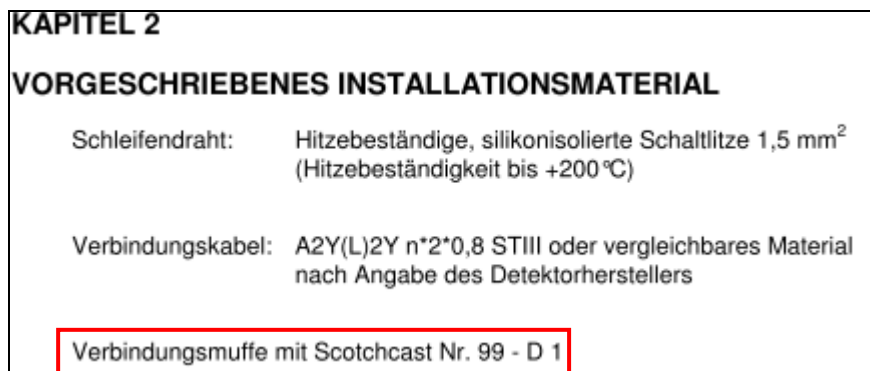 KAPITEL 2
VORGESCHRIEBENES INSTALLATIONSMATERIAL
Schleifendraht: Hitzebeständige, silikonisolierte Schaltlitze 1,5 mm²
(Hitzebeständigkeit bis +200°C)
Verbindungskabel: A2Y(L)2Y n*2*0,8 STIII oder vergleichbares Material
nach Angabe des Detektorherstellers
Verbindungsmuffe mit Scotchcast Nr. 99 - D 1